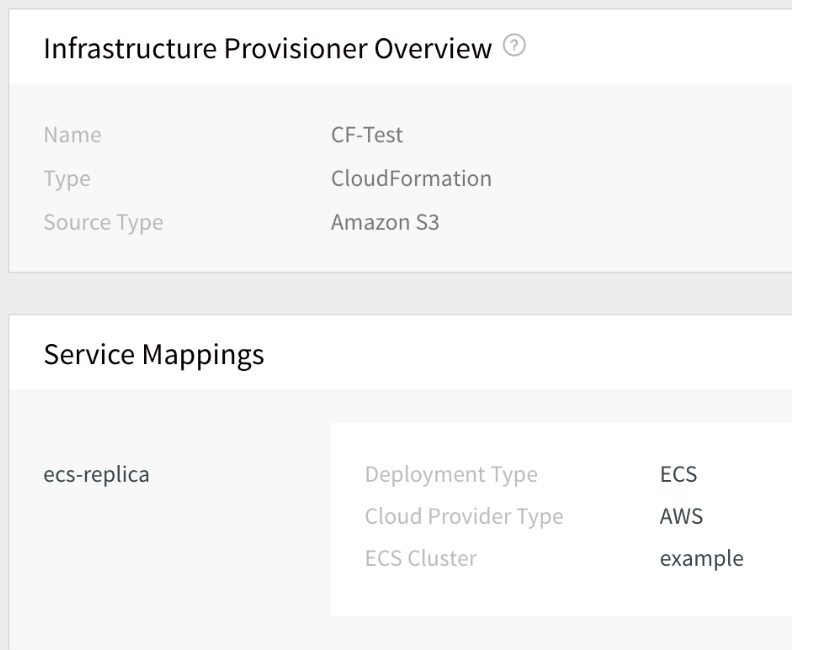 Infrastructure Provisioner Overview ?
Name CF-Test
Type CloudFormation
Source Type Amazon S3
Service Mappings
ecs-replica Deployment Type ECS
Cloud Provider Type AWS
ECS Cluster example